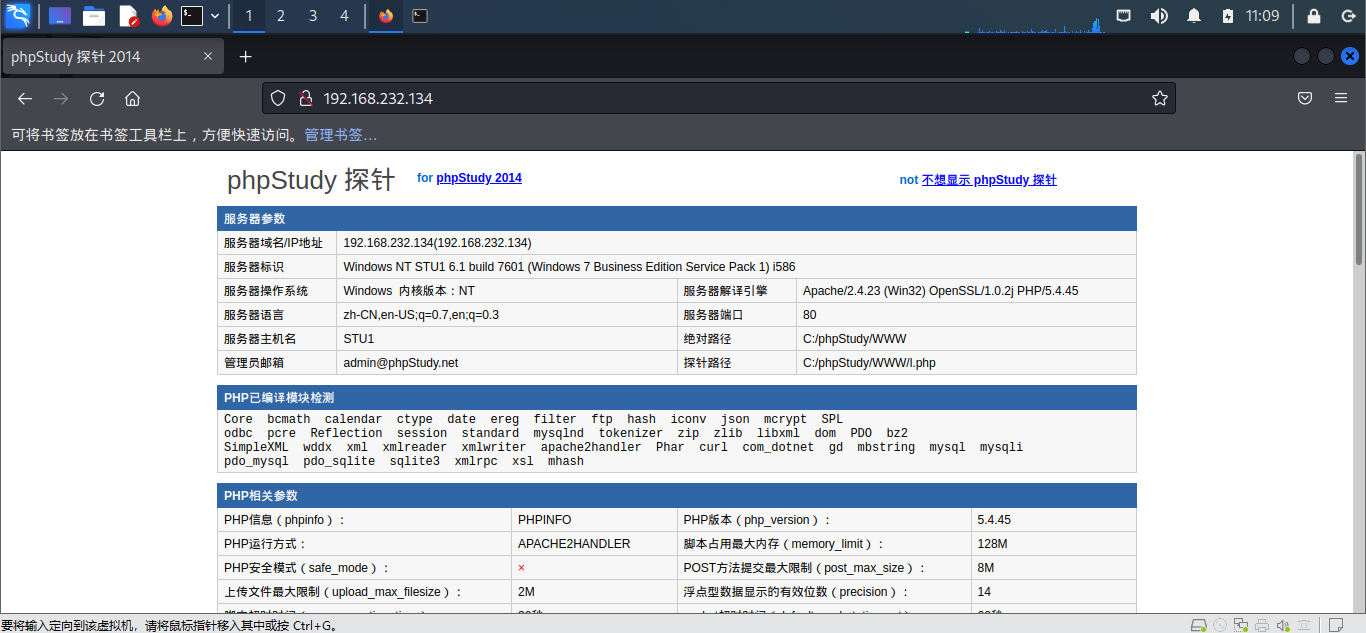 1 2 3 4 11:09
phpStudy 探针 2014
192.168.232.134
可将书签放在书签工具栏上，方便快速访问。管理书签…
phpStudy 探针 for phpStudy 2014 not 不想显示 phpStudy 探针
服务器参数
服务器域名/IP地址 192.168.232.134(192.168.232.134)
服务器标识 Windows NT STU1 6.1 build 7601 (Windows 7 Business Edition Service Pack 1) i586
服务器操作系统 Windows 内核版本：NT 服务器解译引擎 Apache/2.4.23 (Win32) OpenSSL/1.0.2j PHP/5.4.45
服务器语言 zh-CN,en-US;q=0.7,en;q=0.3 服务器端口 80
服务器主机名 STU1 绝对路径 C:/phpStudy/WWW
管理员邮箱 admin@phpStudy.net 探针路径 C:/phpStudy/WWW/l.php
PHP已编译模块检测
Core bcmath calendar ctype date ereg filter ftp hash iconv json mcrypt SPL
odbc pcre Reflection session standard mysqlnd tokenizer zip zlib libxml dom PDO bz2
SimpleXML wddx xml xmlreader xmlwriter apache2handler Phar curl com_dotnet gd mbstring mysql mysqli
pdo_mysql pdo_sqlite sqlite3 xmlrpc xsl mhash
PHP相关参数
PHP信息（phpinfo）： PHPINFO PHP版本（php_version）： 5.4.45
PHP运行方式： APACHE2HANDLER 脚本占用最大内存（memory_limit）： 128M
PHP安全模式（safe_mode）： × POST方法提交最大限制（post_max_size）： 8M
上传文件最大限制（upload_max_filesize）： 2M 浮点型数据显示的有效位数（precision）： 14
要将输入定向到该虚拟机，请将鼠标指针移入其中或按 Ctrl+G。